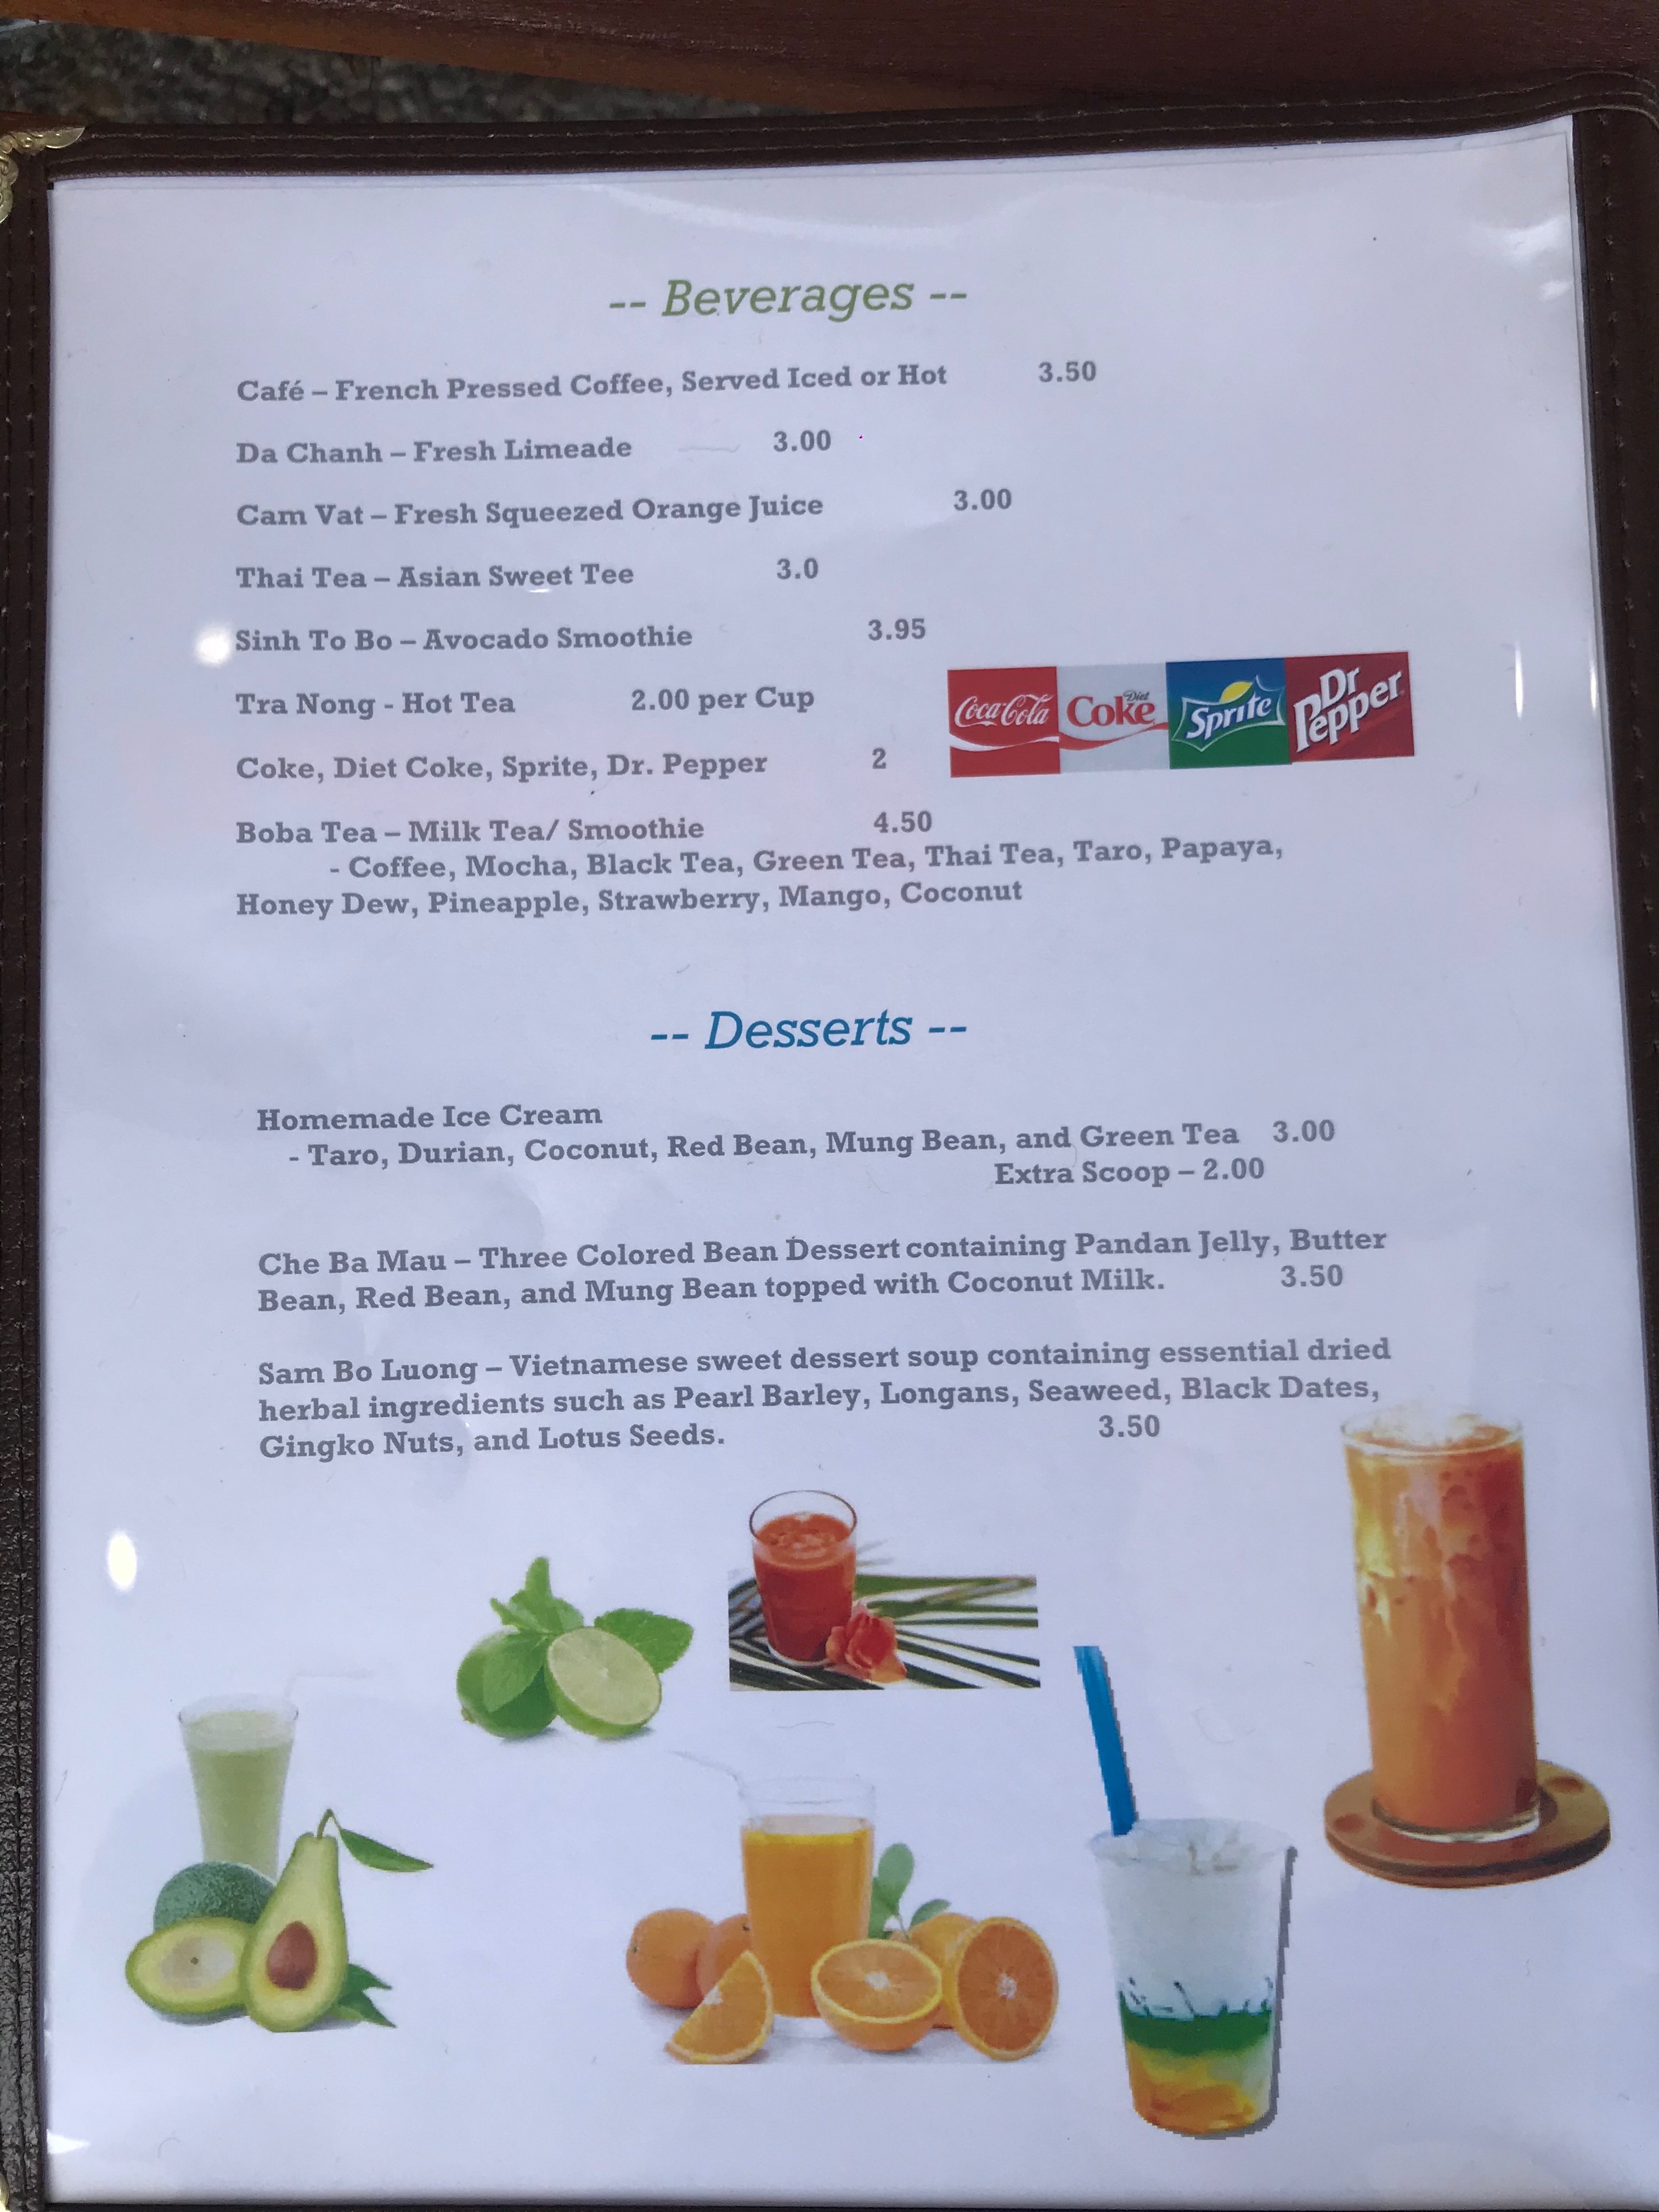 -- Beverages --
Café – French Pressed Coffee, Served Iced or Hot 3.50
Da Chanh – Fresh Limeade 3.00
Cam Vat – Fresh Squeezed Orange Juice 3.00
Thai Tea – Asian Sweet Tee 3.0
Sinh To Bo – Avocado Smoothie 3.95
Tra Nong - Hot Tea 2.00 per Cup
Coca-Cola Diet Coke Sprite Dr Pepper
Coke, Diet Coke, Sprite, Dr. Pepper 2
Boba Tea – Milk Tea/ Smoothie 4.50
- Coffee, Mocha, Black Tea, Green Tea, Thai Tea, Taro, Papaya,
Honey Dew, Pineapple, Strawberry, Mango, Coconut
-- Desserts --
Homemade Ice Cream
- Taro, Durian, Coconut, Red Bean, Mung Bean, and Green Tea 3.00
Extra Scoop – 2.00
Che Ba Mau – Three Colored Bean Dessert containing Pandan Jelly, Butter
Bean, Red Bean, and Mung Bean topped with Coconut Milk. 3.50
Sam Bo Luong – Vietnamese sweet dessert soup containing essential dried
herbal ingredients such as Pearl Barley, Longans, Seaweed, Black Dates,
Gingko Nuts, and Lotus Seeds. 3.50